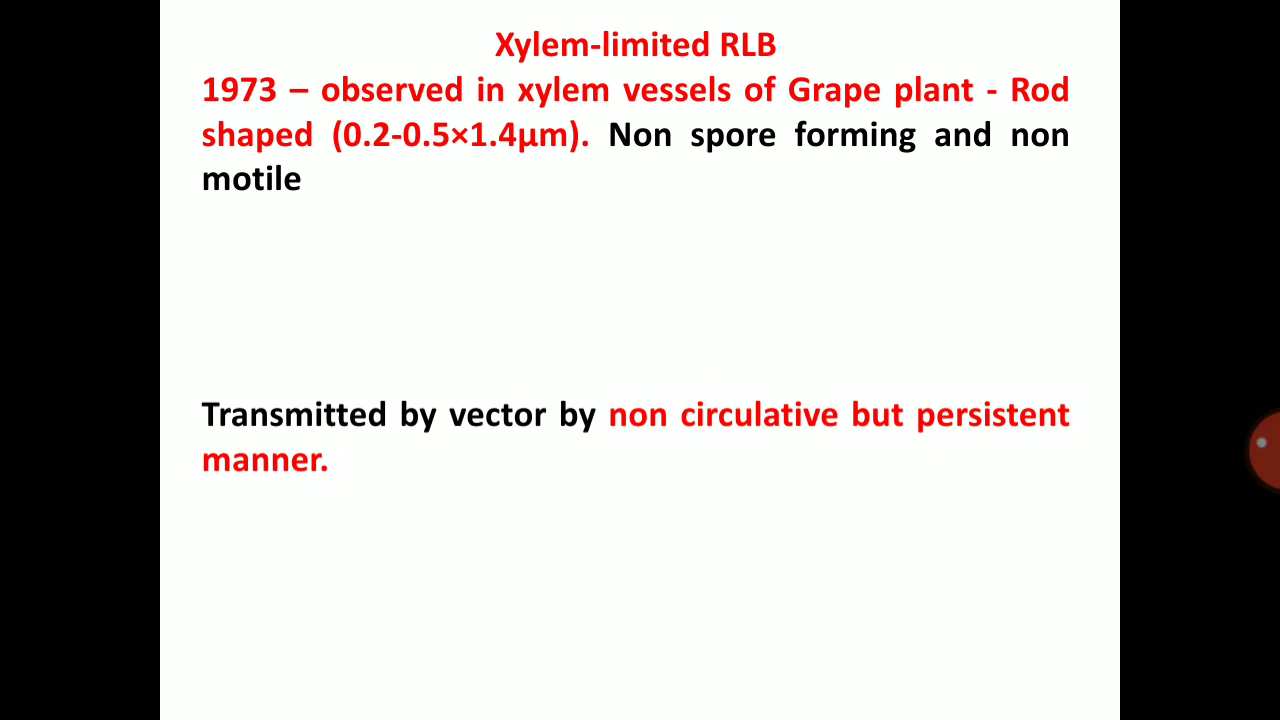 Xylem-limited RLB
1973 – observed in xylem vessels of Grape plant - Rod
shaped (0.2-0.5×1.4µm). Non spore forming and non
motile
Transmitted by vector by non circulative but persistent
manner.